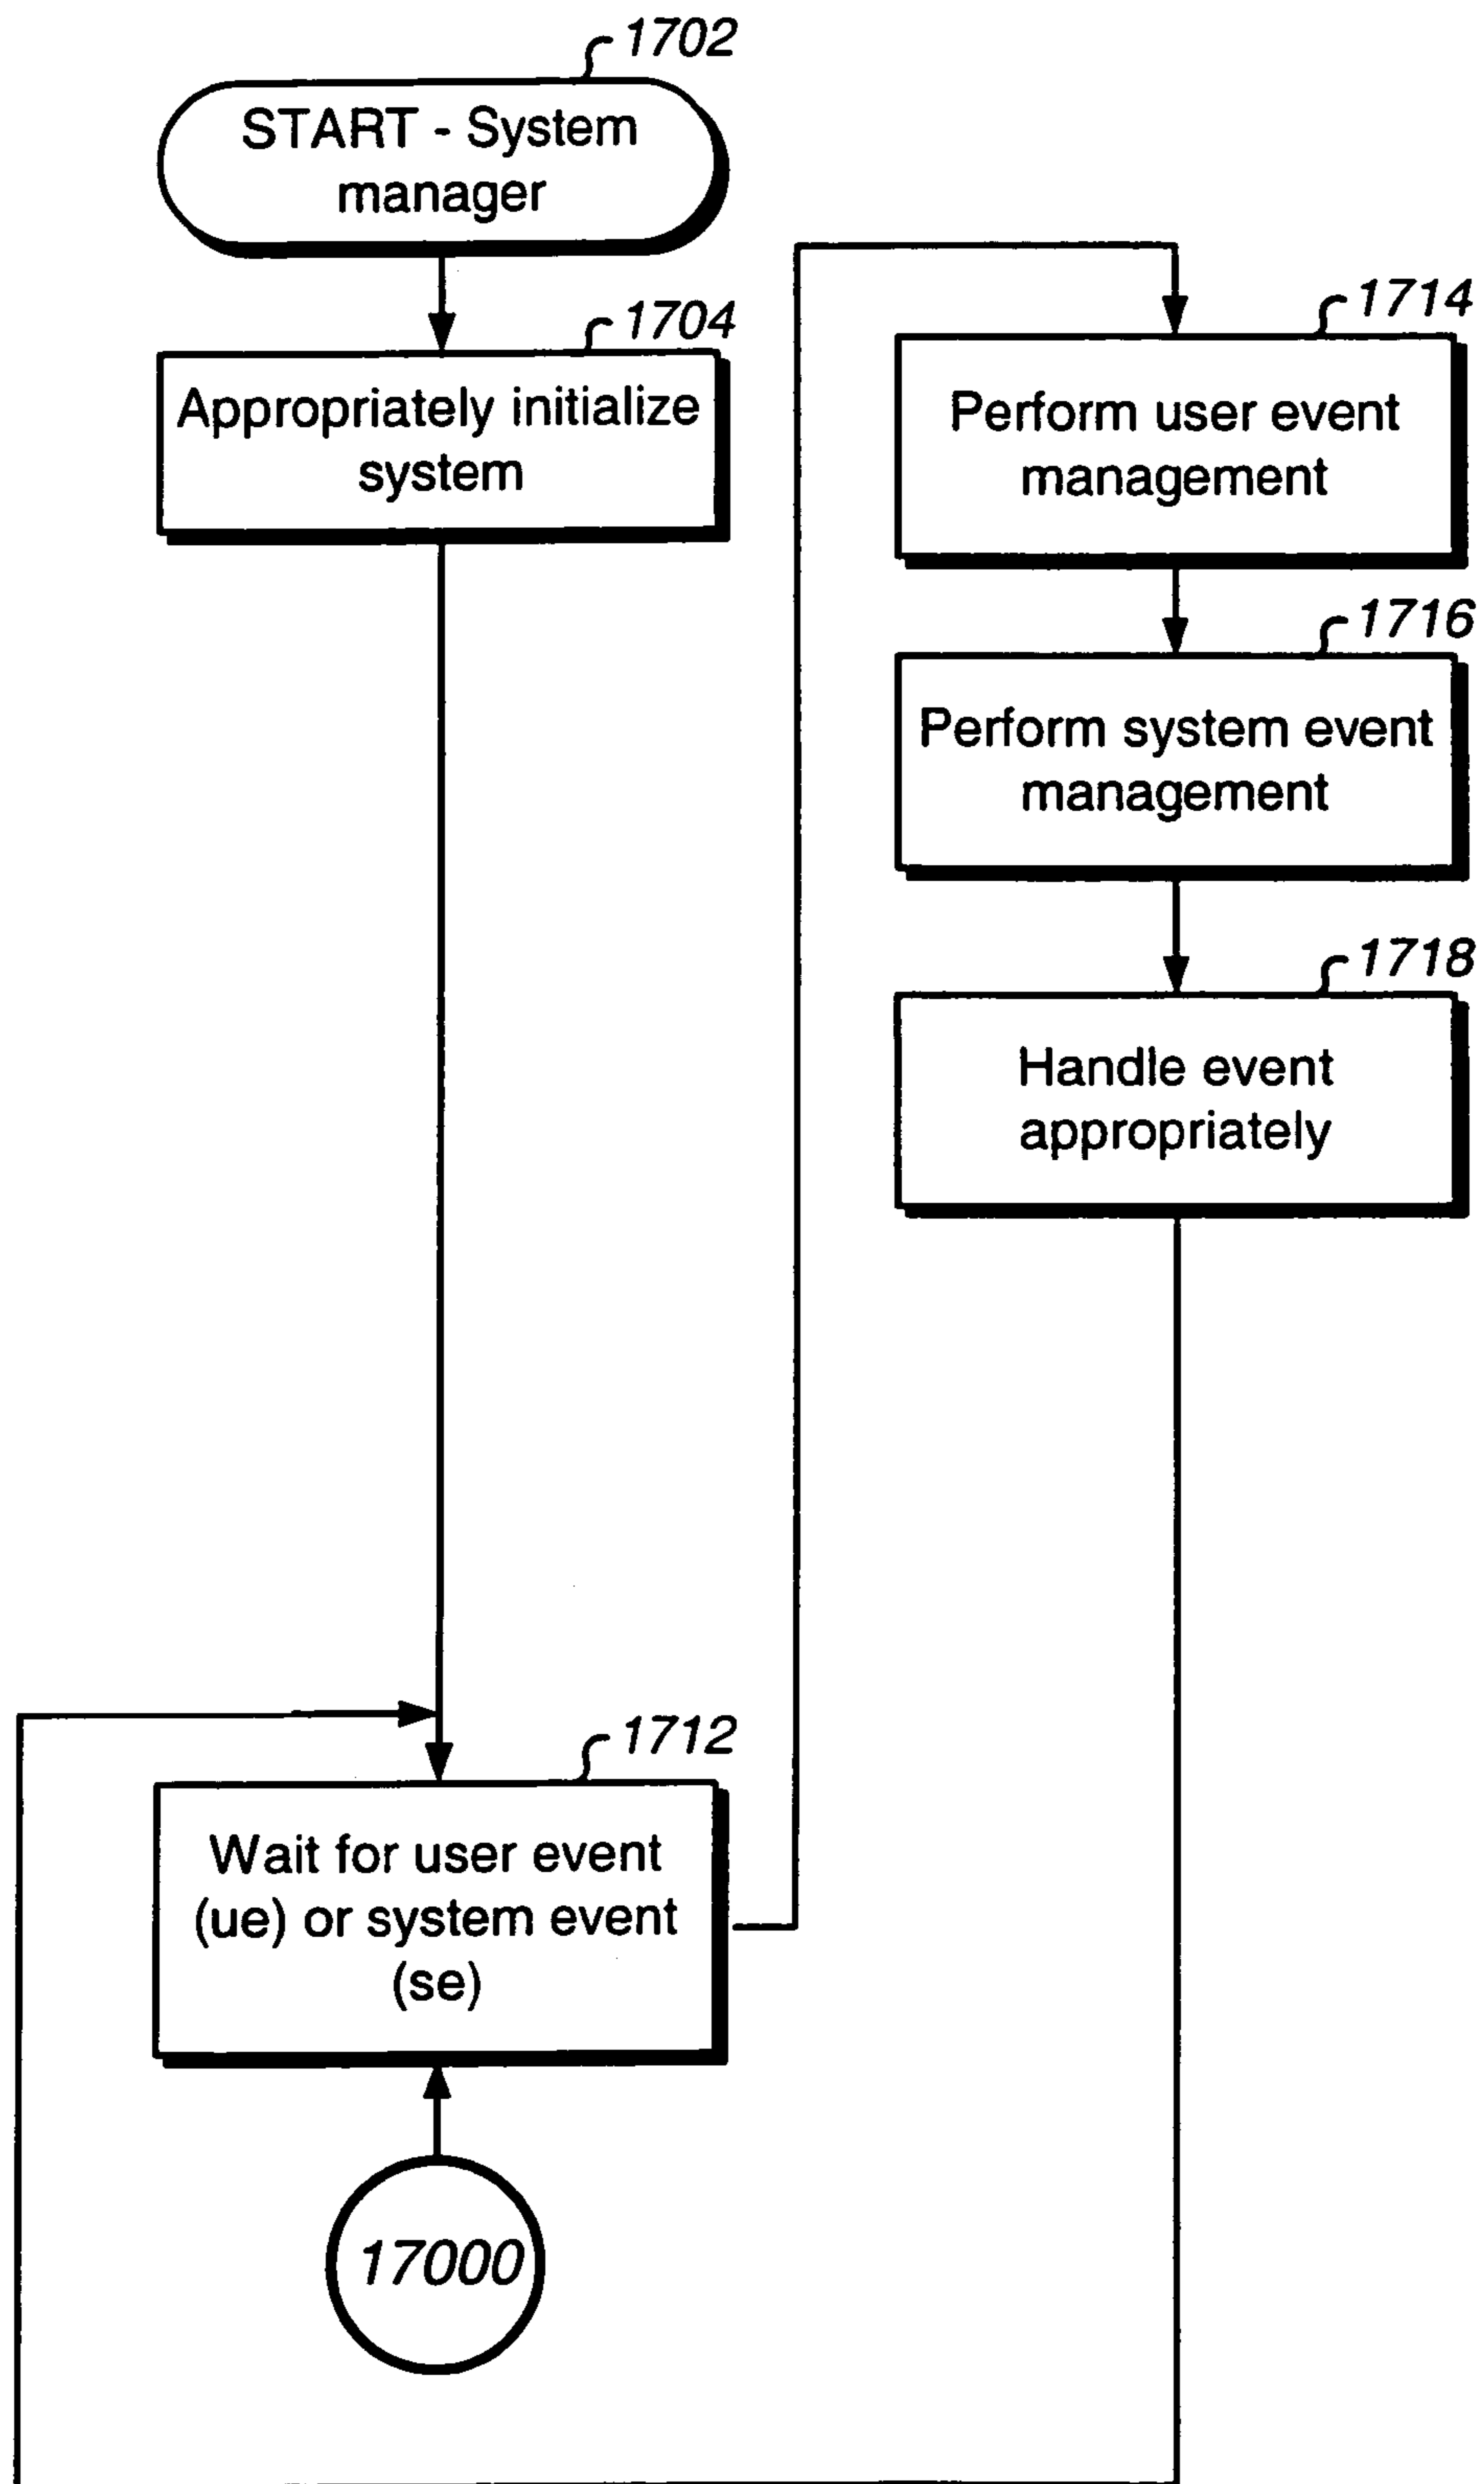 1702
START - System
manager
1704
Appropriately initialize
system
1712
Wait for user event
(ue) or system event
(se)
17000
1714
Perform user event
management
1716
Perform system event
management
1718
Handle event
appropriately